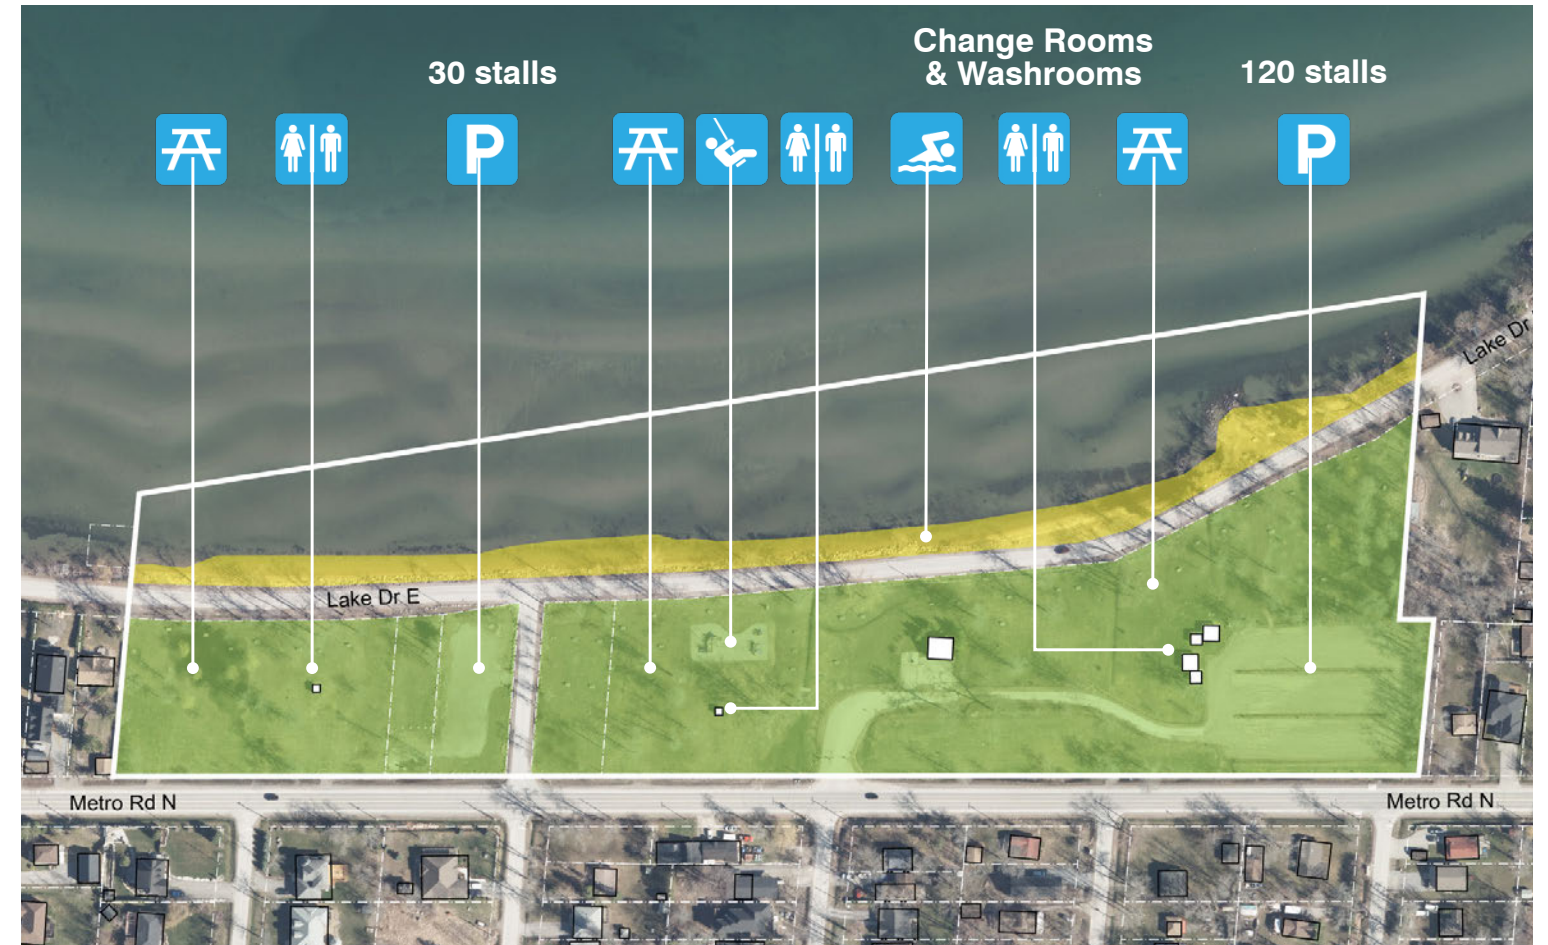 Change Rooms
& Washrooms
30 stalls
120 stalls
P
P
Lake Dr
Lake Dr E
Metro Rd N
Metro Rd N